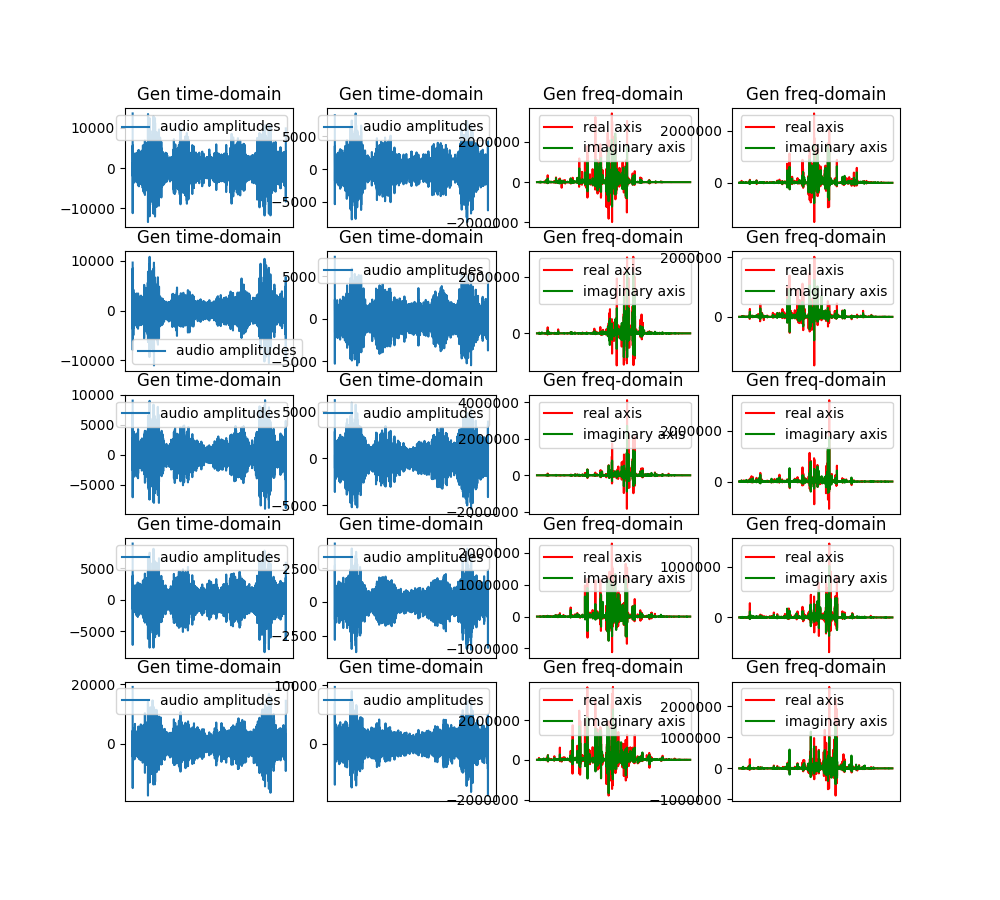 Gen time-domain Gen time-domain Gen freq-domain Gen freq-domain
10000 audio amplitudes 5000 audio amplitudes 2000000 real axis 2000000 real axis
imaginary axis imaginary axis
0 0 0 0
−10000 −5000 −2000000
Gen time-domain Gen time-domain Gen freq-domain Gen freq-domain
10000 5000 audio amplitudes 2000000 real axis 2000000 real axis
imaginary axis imaginary axis
0 0 0 0
−10000 audio amplitudes −5000
Gen time-domain Gen time-domain Gen freq-domain Gen freq-domain
10000 audio amplitudes 5000 audio amplitudes 4000000 real axis real axis
5000 2000000 imaginary axis 2000000 imaginary axis
0 0 0 0
−5000 −5000 −2000000
Gen time-domain Gen time-domain Gen freq-domain Gen freq-domain
5000 audio amplitudes 2500 audio amplitudes 2000000 real axis 1000000 real axis
1000000 imaginary axis imaginary axis
0 0 0 0
−5000 −2500 −1000000
Gen time-domain Gen time-domain Gen freq-domain Gen freq-domain
20000 audio amplitudes 10000 audio amplitudes 2000000 real axis 2000000 real axis
imaginary axis 1000000 imaginary axis
0 0 0 0
−2000000 −1000000